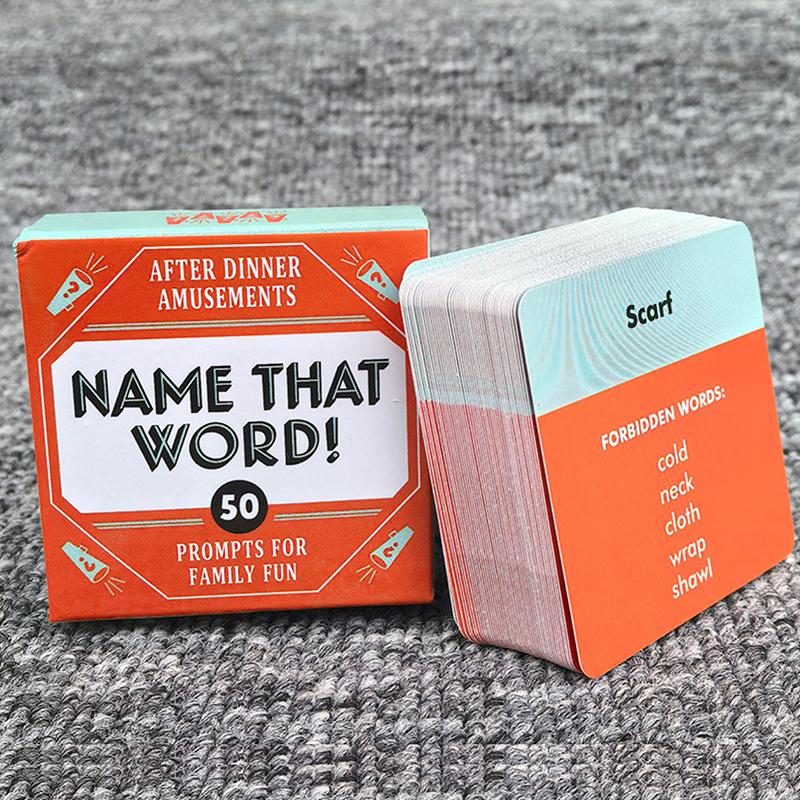 AFTER DINNER
AMUSEMENTS
NAME THAT
WORD!
50
PROMPTS FOR
FAMILY FUN
Scarf
FORBIDDEN WORDS:
cold
neck
cloth
wrap
shawl